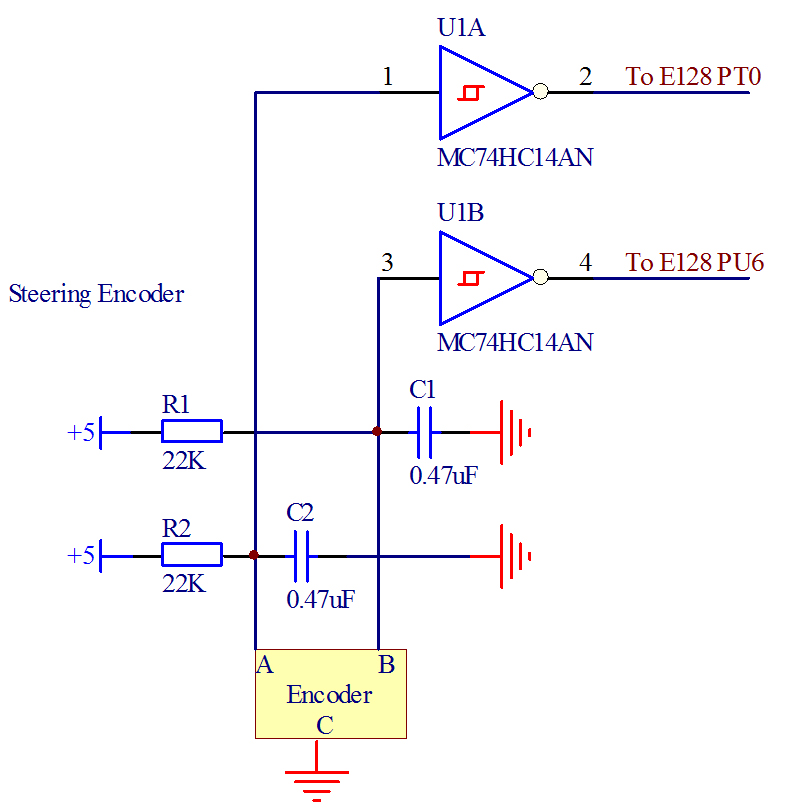 U1A
1
2
To E128 PT0
MC74HC14AN
U1B
3
4
To E128 PU6
Steering Encoder
MC74HC14AN
R1
C1
+5
22K
0.47uF
R2
C2
+5
22K
0.47uF
A
B
Encoder
C